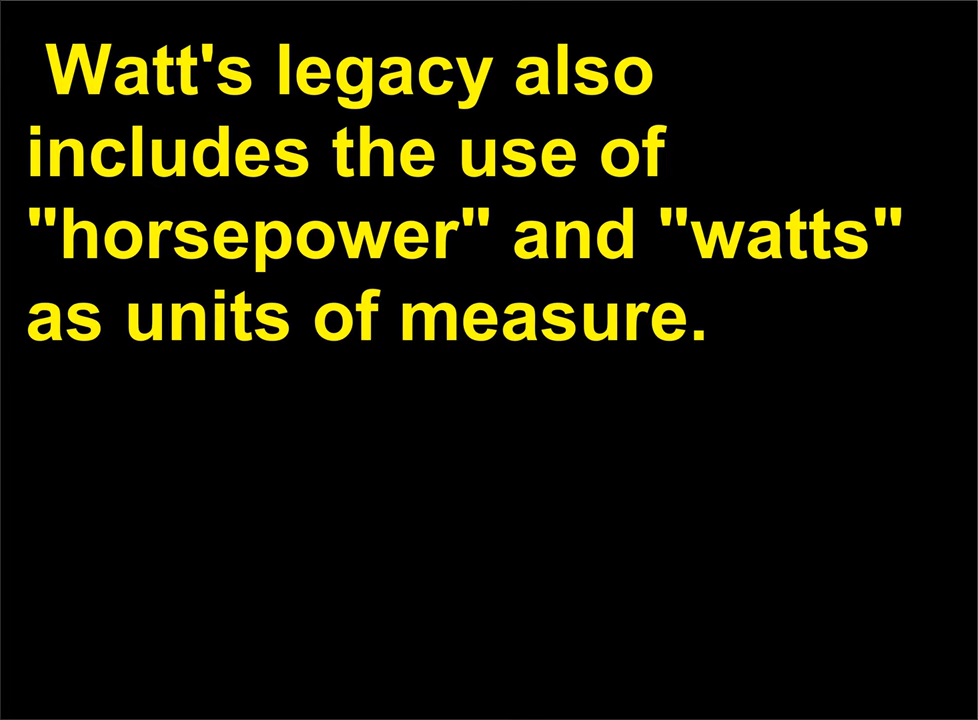 Watt's legacy also
includes the use of
"horsepower" and "watts"
as units of measure.